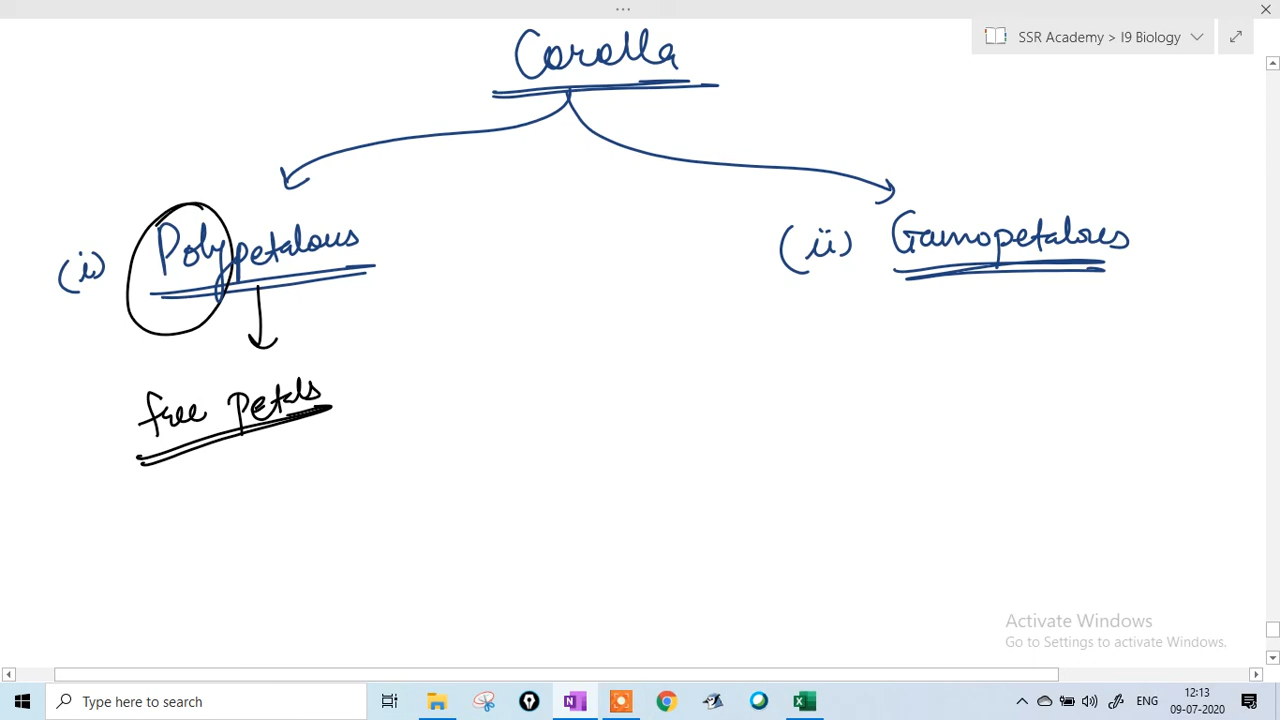 ...
SSR Academy > I9 Biology
Corolla
(i) Polypetalous
(ii) Gamopetalous
free Petals
Activate Windows
Go to Settings to activate Windows.
Type here to search
ENG
12:13
09-07-2020